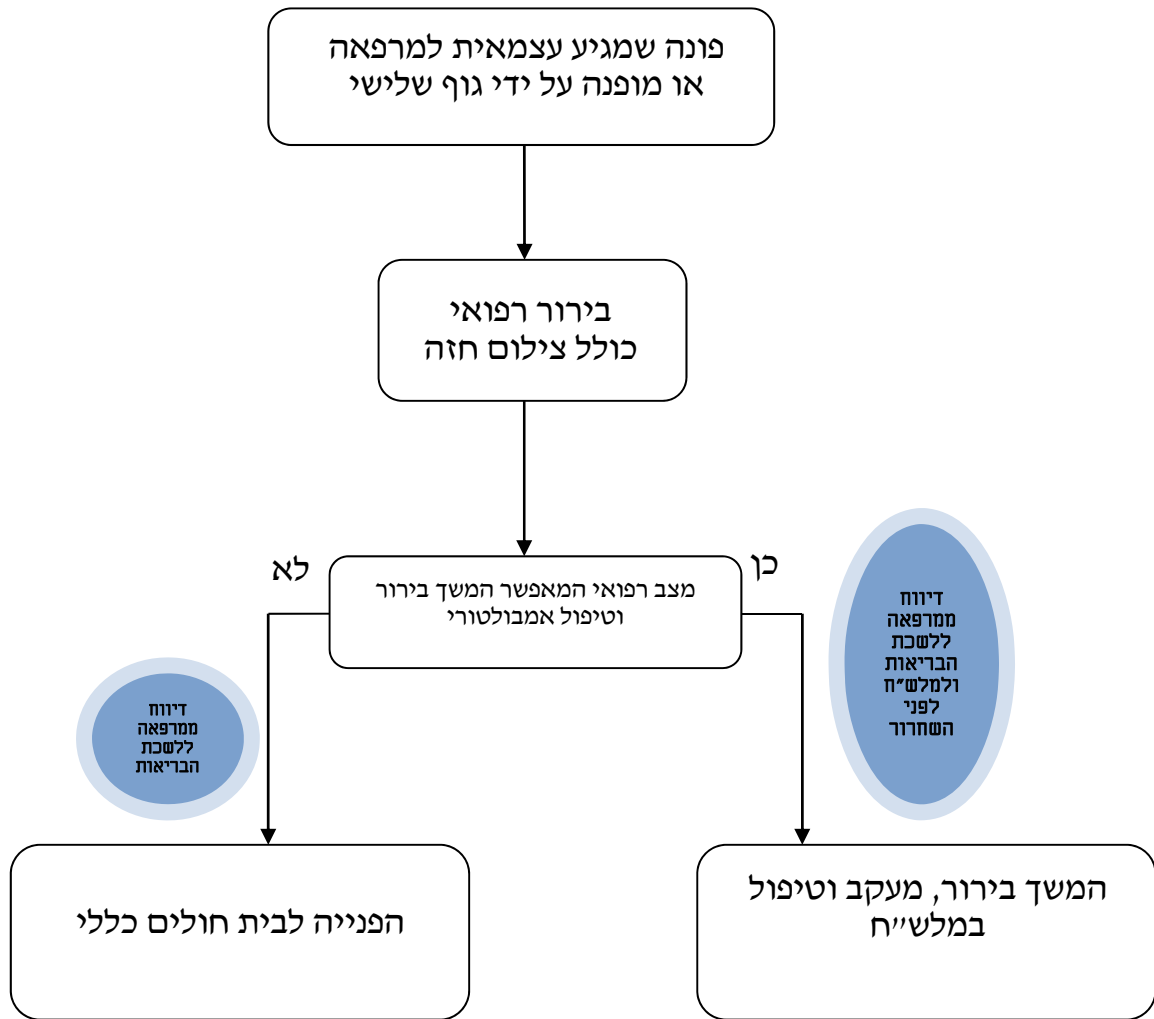 פונה שמגיע עצמאית למרפאה
או מופנה על ידי גוף שלישי
בירור רפואי
כולל צילום חזה
כן
לא
מצב רפואי המאפשר המשך בירור
וטיפול אמבולטורי
דיווח
ממרפאה
ללשכת
הבריאות
ולמלש"ח
לפני
השחרור
דיווח
ממרפאה
ללשכת
הבריאות
המשך בירור, מעקב וטיפול
במלש"ח
הפנייה לבית חולים כללי